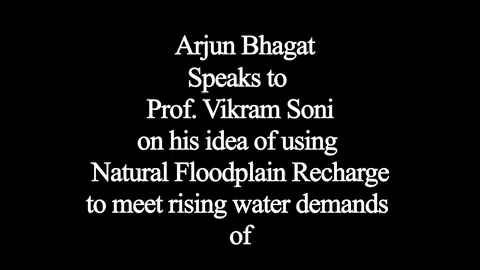 Arjun Bhagat
Speaks to
Prof. Vikram Soni
on his idea of using
Natural Floodplain Recharge
to meet rising water demands
of